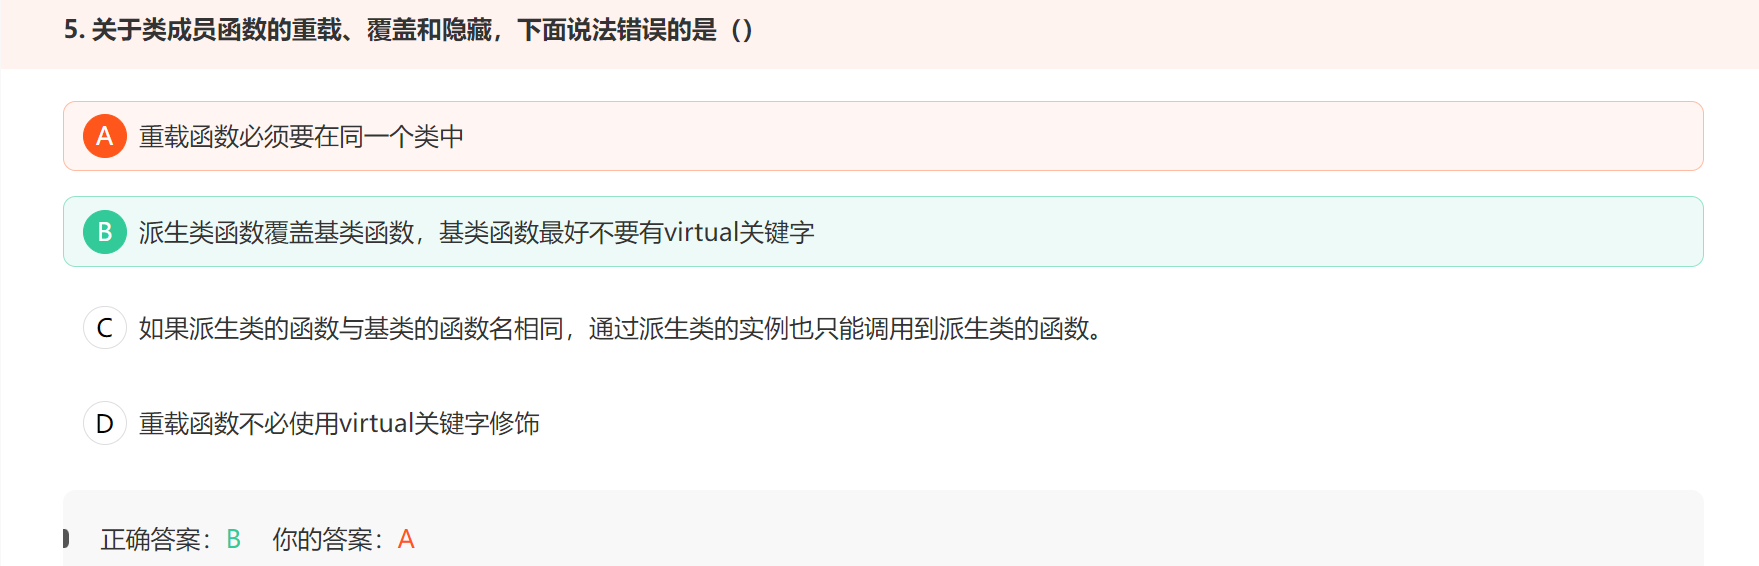 5. 关于类成员函数的重载、覆盖和隐藏，下面说法错误的是（）
A 重载函数必须要在同一个类中
B 派生类函数覆盖基类函数，基类函数最好不要有virtual关键字
C 如果派生类的函数与基类的函数名相同，通过派生类的实例也只能调用到派生类的函数。
D 重载函数不必使用virtual关键字修饰
正确答案：B 你的答案：A